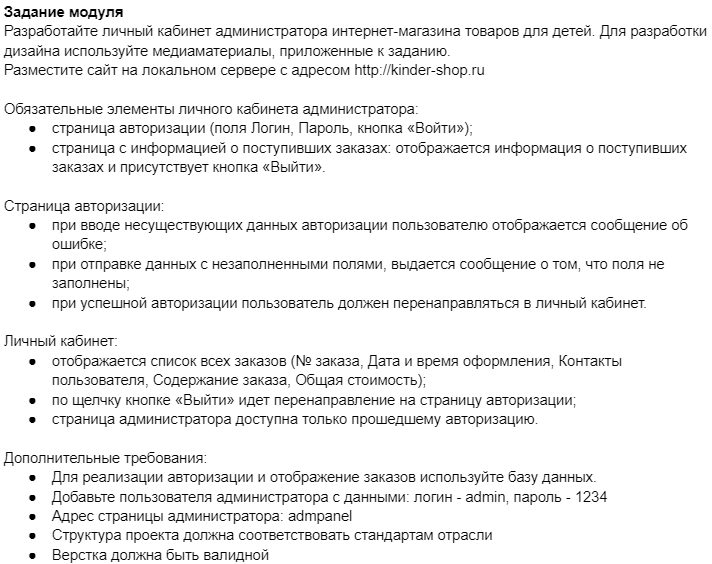 Задание модуля
Разработайте личный кабинет администратора интернет-магазина товаров для детей. Для разработки
дизайна используйте медиаматериалы, приложенные к заданию.
Разместите сайт на локальном сервере с адресом http://kinder-shop.ru
Обязательные элементы личного кабинета администратора:
● страница авторизации (поля Логин, Пароль, кнопка «Войти»);
● страница с информацией о поступивших заказах: отображается информация о поступивших
заказах и присутствует кнопка «Выйти».
Страница авторизации:
● при вводе несуществующих данных авторизации пользователю отображается сообщение об
ошибке;
● при отправке данных с незаполненными полями, выдается сообщение о том, что поля не
заполнены;
● при успешной авторизации пользователь должен перенаправляться в личный кабинет.
Личный кабинет:
● отображается список всех заказов (№ заказа, Дата и время оформления, Контакты
пользователя, Содержание заказа, Общая стоимость);
● по щелчку кнопке «Выйти» идет перенаправление на страницу авторизации;
● страница администратора доступна только прошедшему авторизацию.
Дополнительные требования:
● Для реализации авторизации и отображение заказов используйте базу данных.
● Добавьте пользователя администратора с данными: логин - admin, пароль - 1234
● Адрес страницы администратора: admpanel
● Структура проекта должна соответствовать стандартам отрасли
● Верстка должна быть валидной